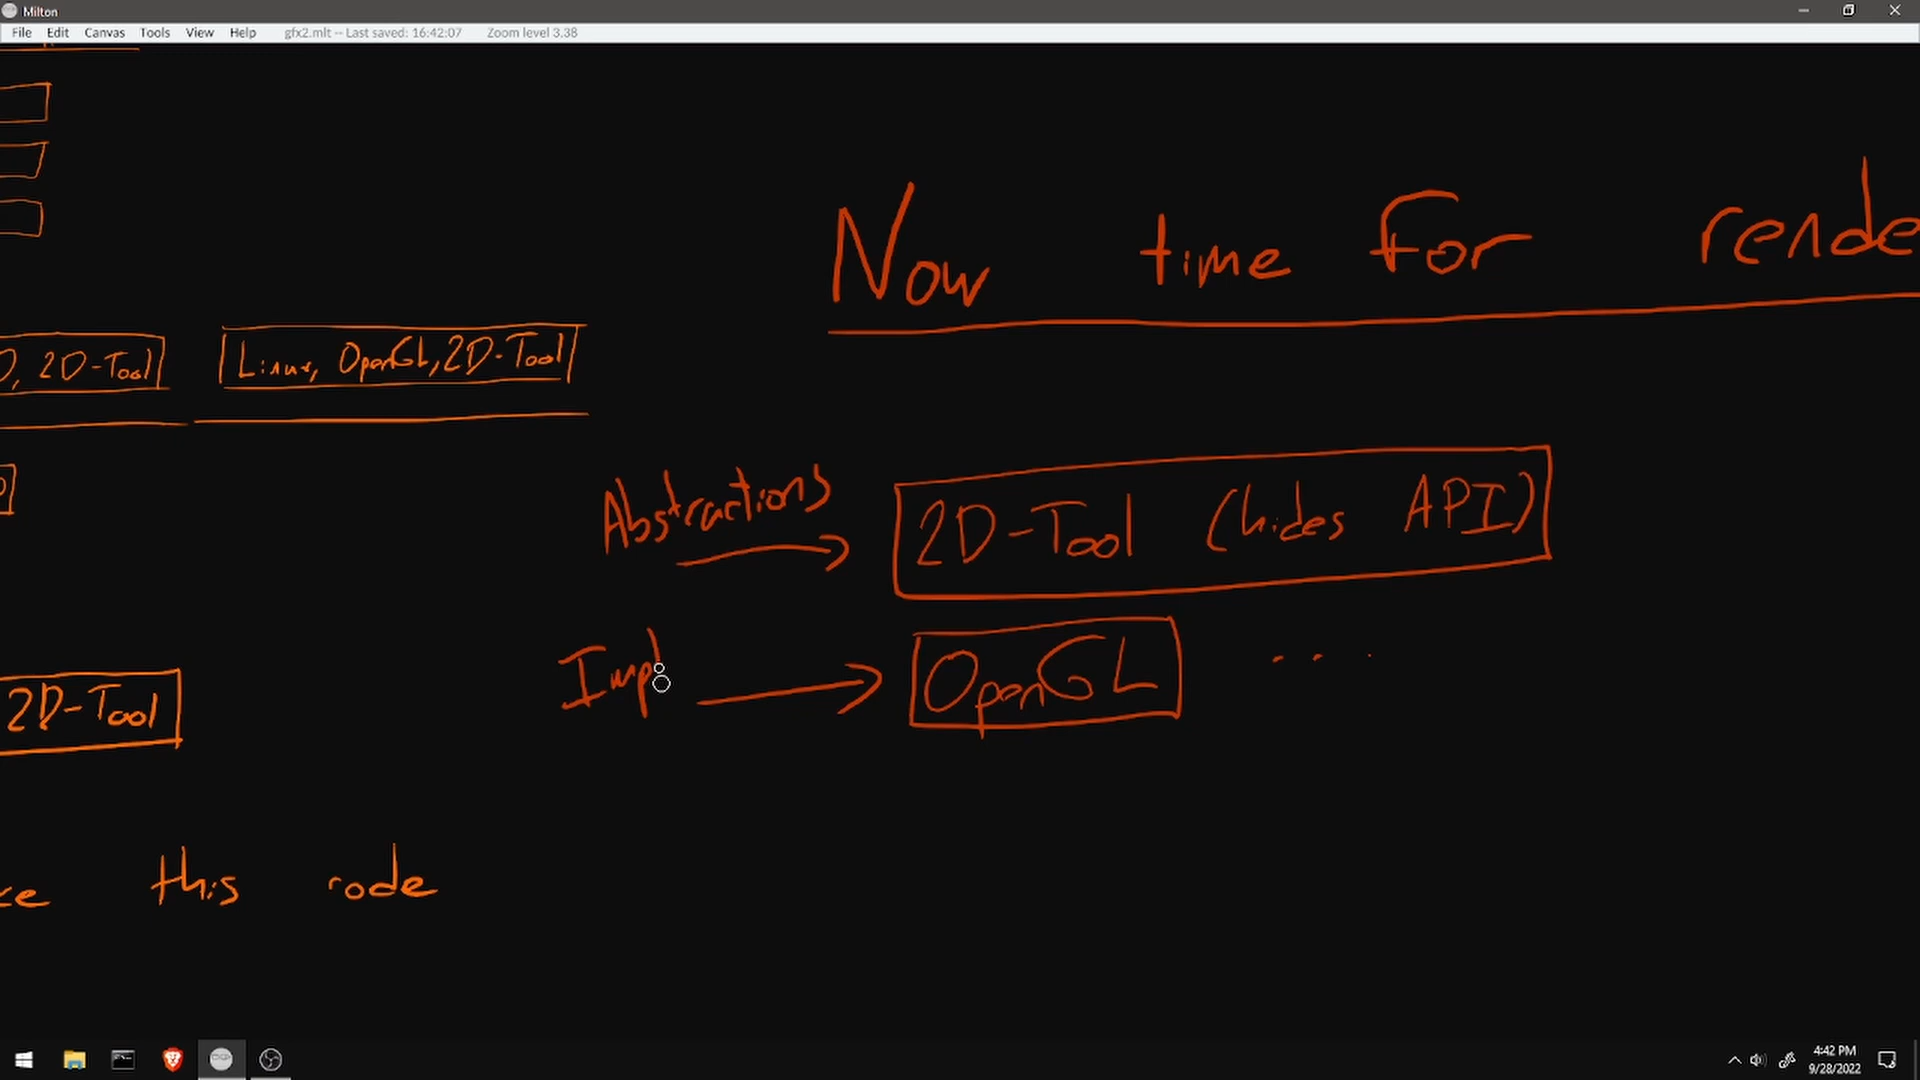 Milton
File Edit Canvas Tools View Help gfx2.mlt -- Last saved: 16:42:07 Zoom level 3.38
Now time for rende
D, 2D-Tool
Linux, OpenGL, 2D-Tool
Abstractions
2D-Tool (hides API)
Impl
OpenGL ...
2D-Tool
this code
4:42 PM
9/28/2022